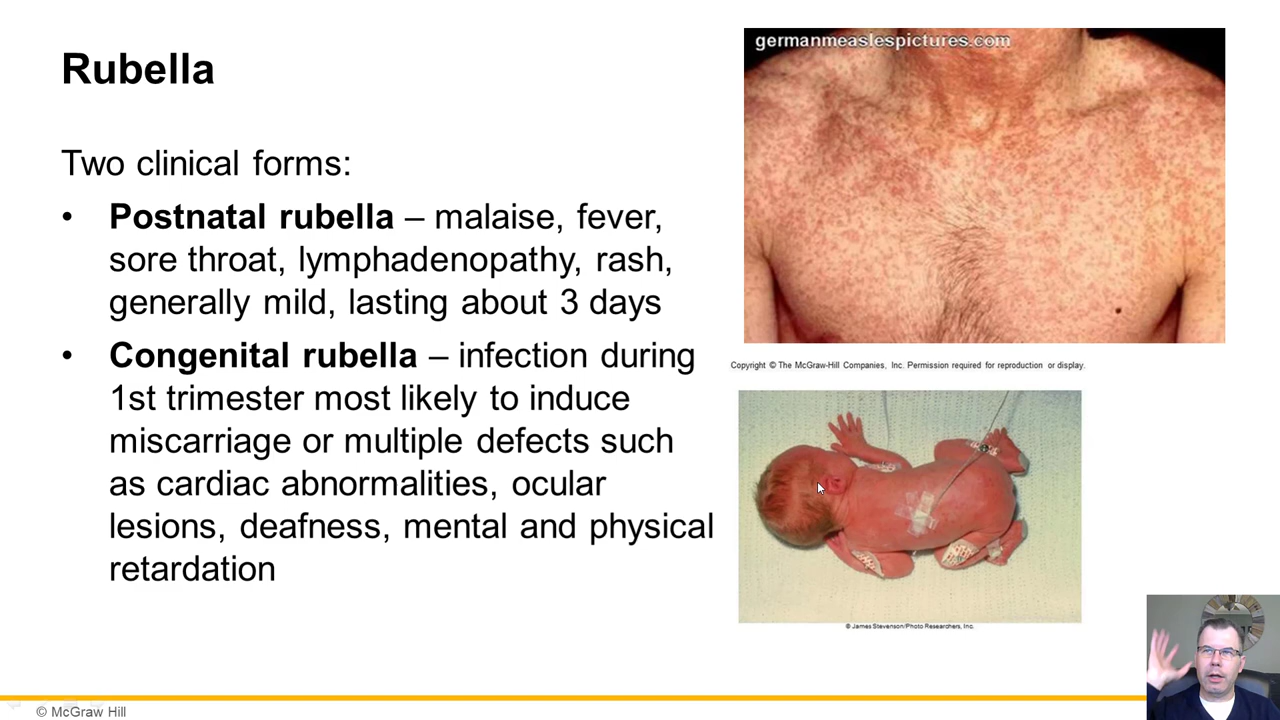 Rubella
germanmeaslespictures.com
Two clinical forms:
• Postnatal rubella – malaise, fever,
sore throat, lymphadenopathy, rash,
generally mild, lasting about 3 days
• Congenital rubella – infection during
1st trimester most likely to induce
miscarriage or multiple defects such
as cardiac abnormalities, ocular
lesions, deafness, mental and physical
retardation
Copyright © The McGraw-Hill Companies, Inc. Permission required for reproduction or display.
© James Stevenson/Photo Researchers, Inc.
© McGraw Hill